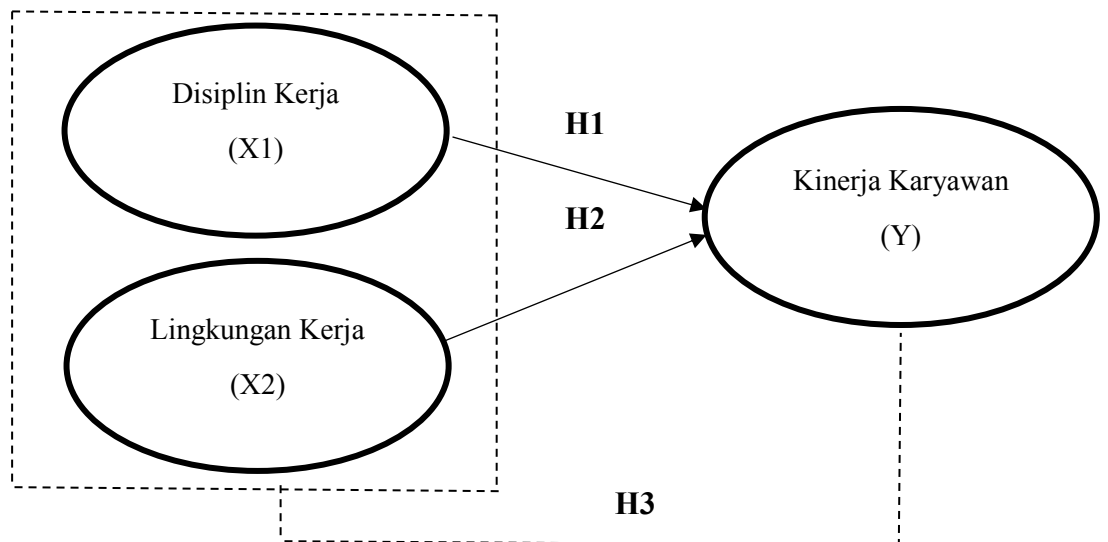 Disiplin Kerja
(X1)
H1
Kinerja Karyawan
(Y)
H2
Lingkungan Kerja
(X2)
H3